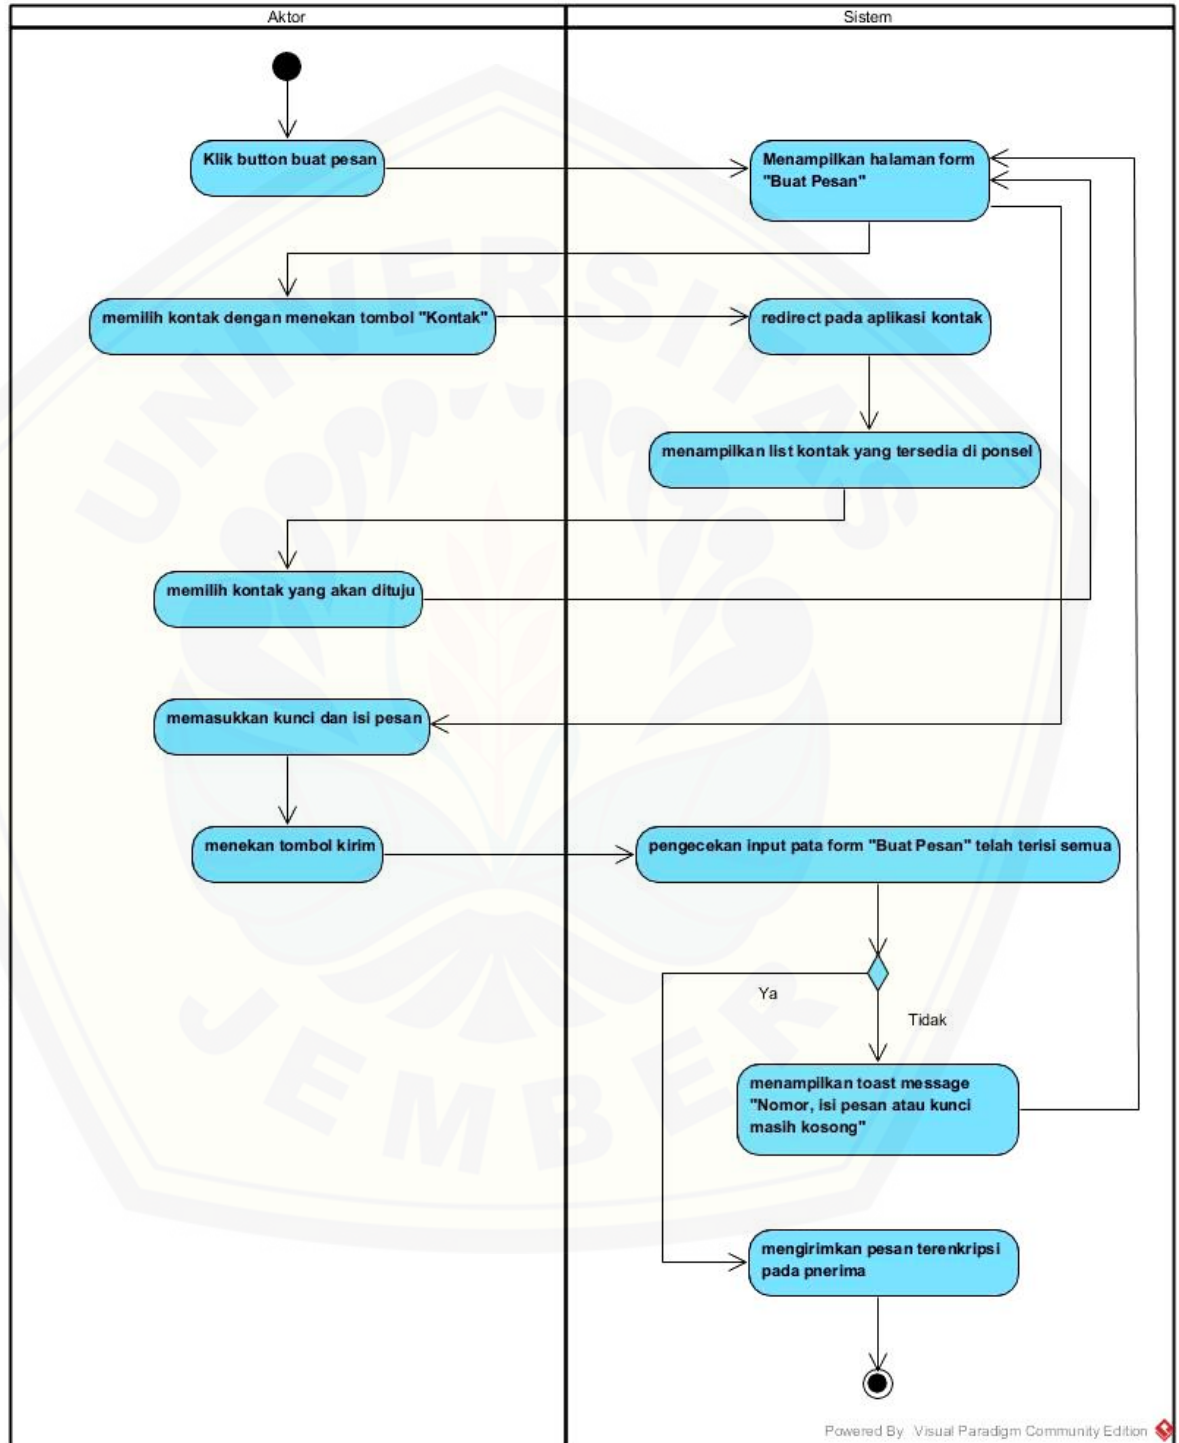 Aktor
Sistem
Klik button buat pesan
Menampilkan halaman form
"Buat Pesan"
memilih kontak dengan menekan tombol "Kontak"
redirect pada aplikasi kontak
menampilkan list kontak yang tersedia di ponsel
memilih kontak yang akan dituju
memasukkan kunci dan isi pesan
menekan tombol kirim
pengecekan input pata form "Buat Pesan" telah terisi semua
Ya
Tidak
menampilkan toast message
"Nomor, isi pesan atau kunci
masih kosong"
mengirimkan pesan terenkripsi
pada pnerima
UNIVERSITAS
JEMBER
Powered By Visual Paradigm Community Edition